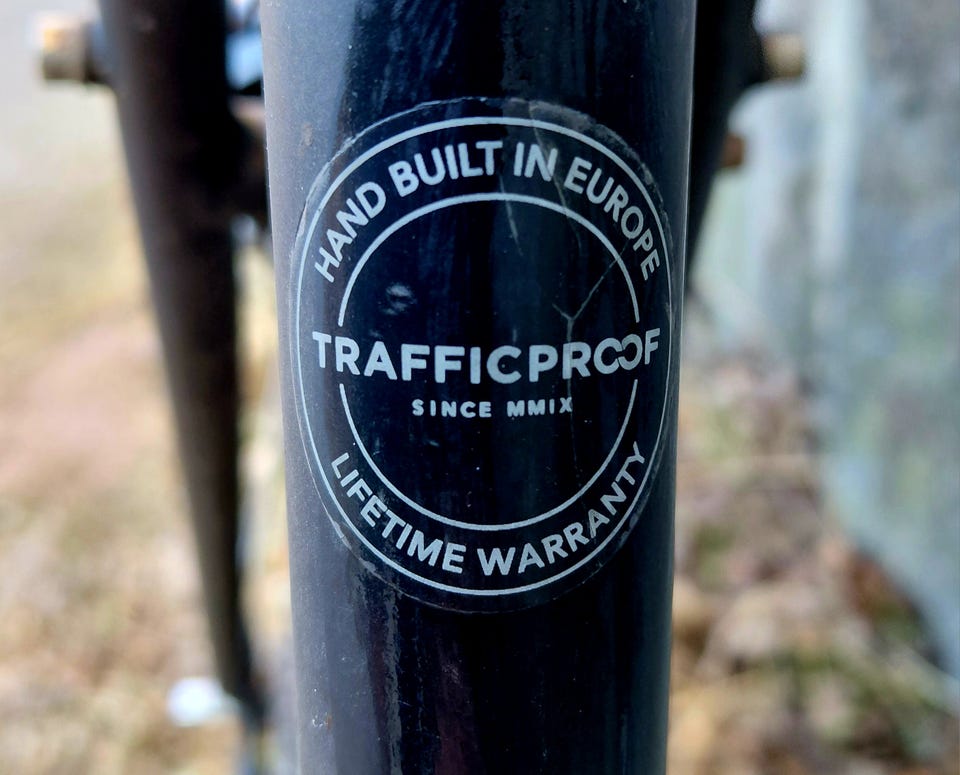 HAND BUILT IN EUROPE
TRAFFICPROOF
SINCE MMIX
LIFETIME WARRANTY